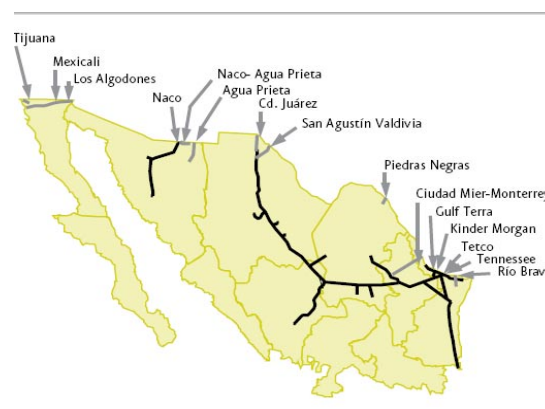 Tijuana
Mexicali
Los Algodones
Naco
Naco- Agua Prieta
Agua Prieta
Cd. Juárez
San Agustín Valdivia
Piedras Negras
Ciudad Mier-Monterrey
Gulf Terra
Kinder Morgan
Tetco
Tennessee
Río Brav